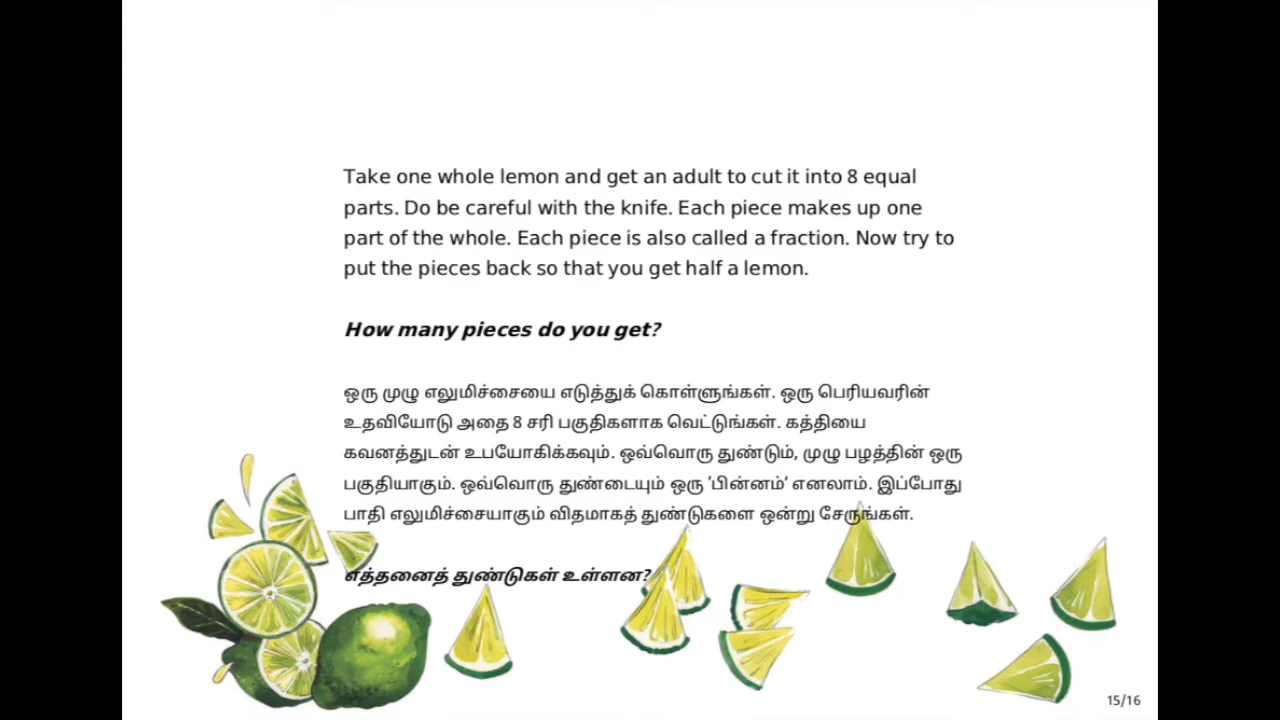 Take one whole lemon and get an adult to cut it into 8 equal
parts. Do be careful with the knife. Each piece makes up one
part of the whole. Each piece is also called a fraction. Now try to
put the pieces back so that you get half a lemon.
How many pieces do you get?
ஒரு முழு எலுமிச்சையை எடுத்துக் கொள்ளுங்கள். ஒரு பெரியவரின்
உதவியோடு அதை 8 சரி பகுதிகளாக வெட்டுங்கள். கத்தியை
கவனத்துடன் உபயோகிக்கவும். ஒவ்வொரு துண்டும், முழு பழத்தின் ஒரு
பகுதியாகும். ஒவ்வொரு துண்டையும் ஒரு 'பின்னம்' எனலாம். இப்போது
பாதி எலுமிச்சையாகும் விதமாகத் துண்டுகளை ஒன்று சேருங்கள்.
எத்தனைத் துண்டுகள் உள்ளன?
15/16